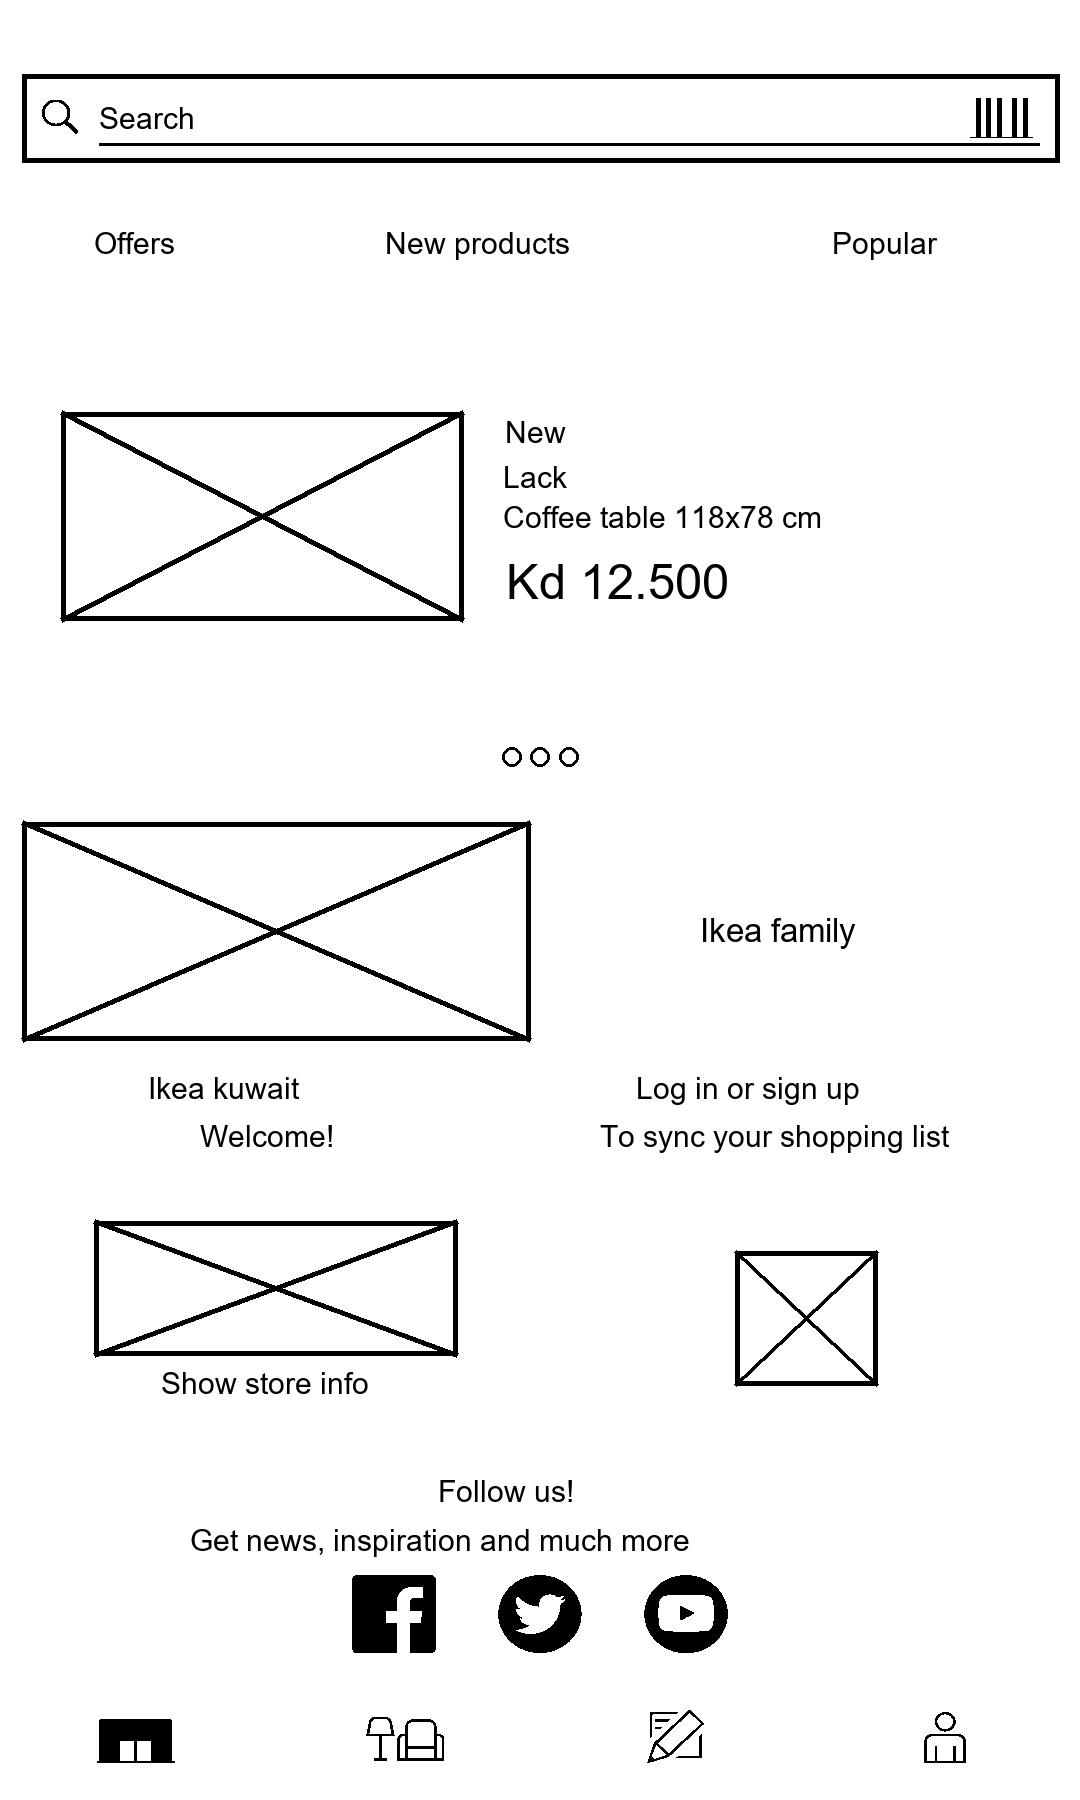 Search
Offers
New products
Popular
New
Lack
Coffee table 118x78 cm
Kd 12.500
Ikea family
Ikea kuwait
Welcome!
Log in or sign up
To sync your shopping list
Show store info
Follow us!
Get news, inspiration and much more